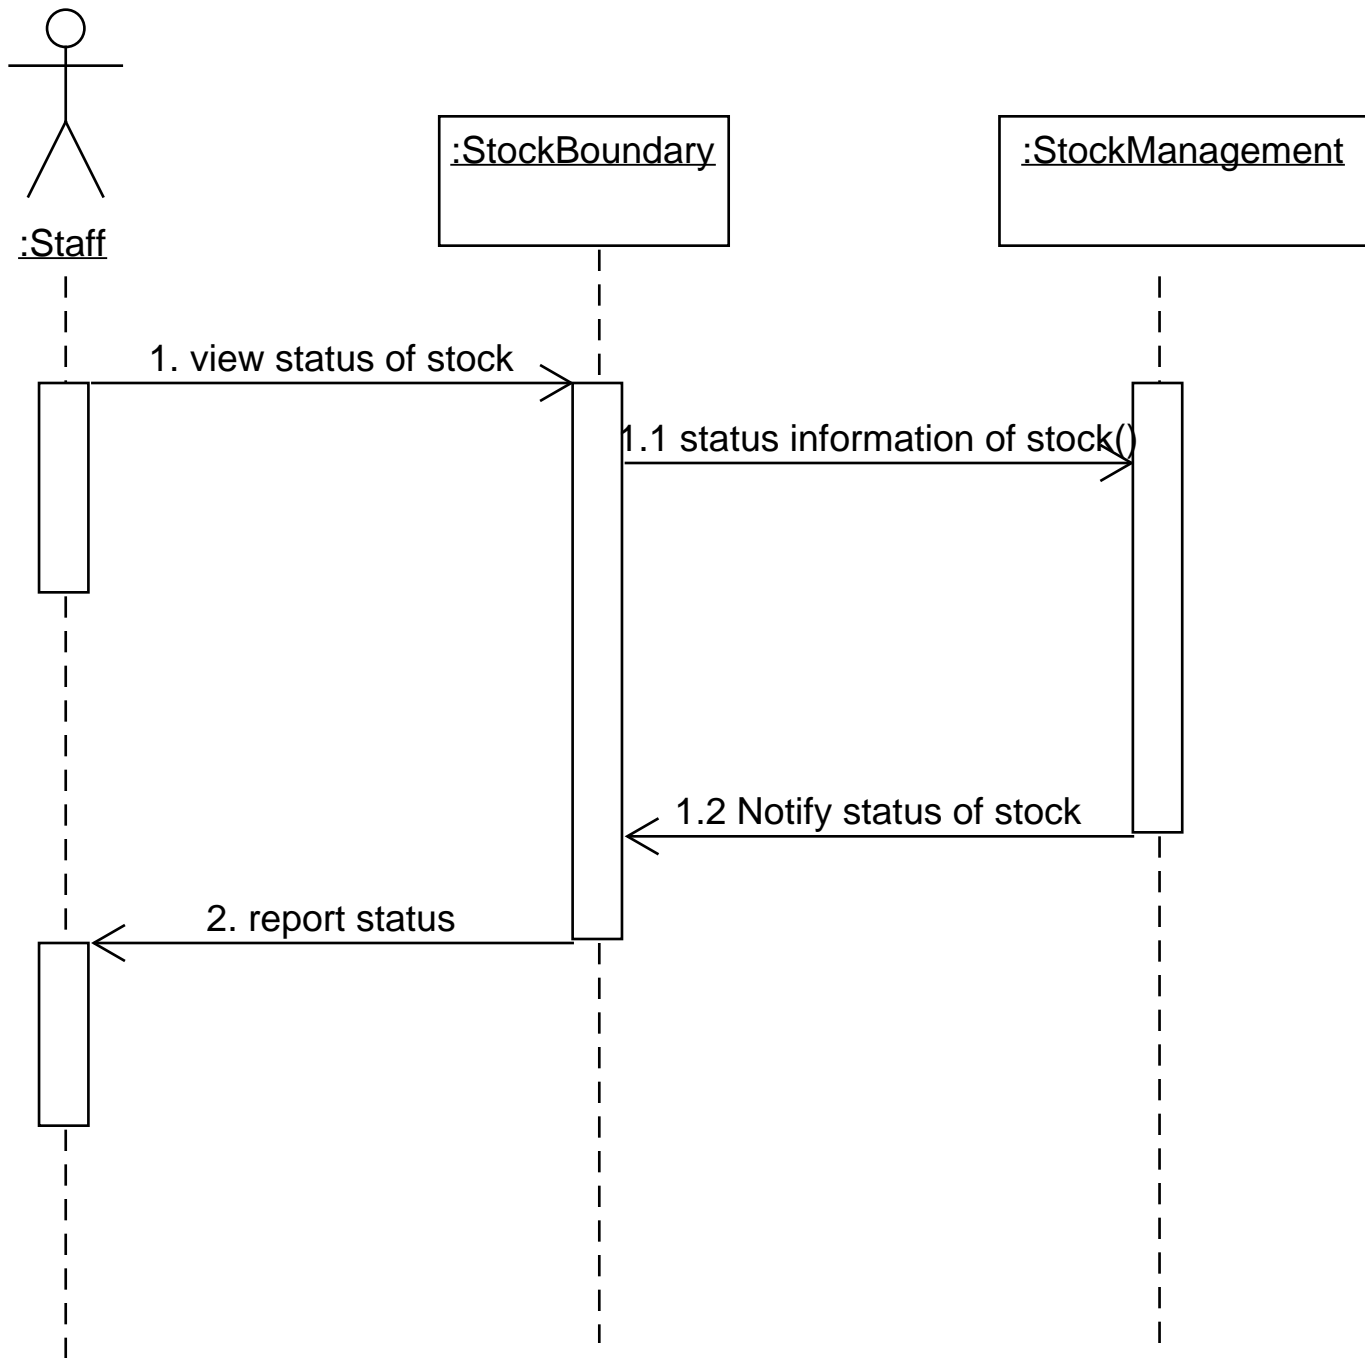 :StockBoundary
:StockManagement
:Staff
1. view status of stock
1.1 status information of stock()
1.2 Notify status of stock
2. report status